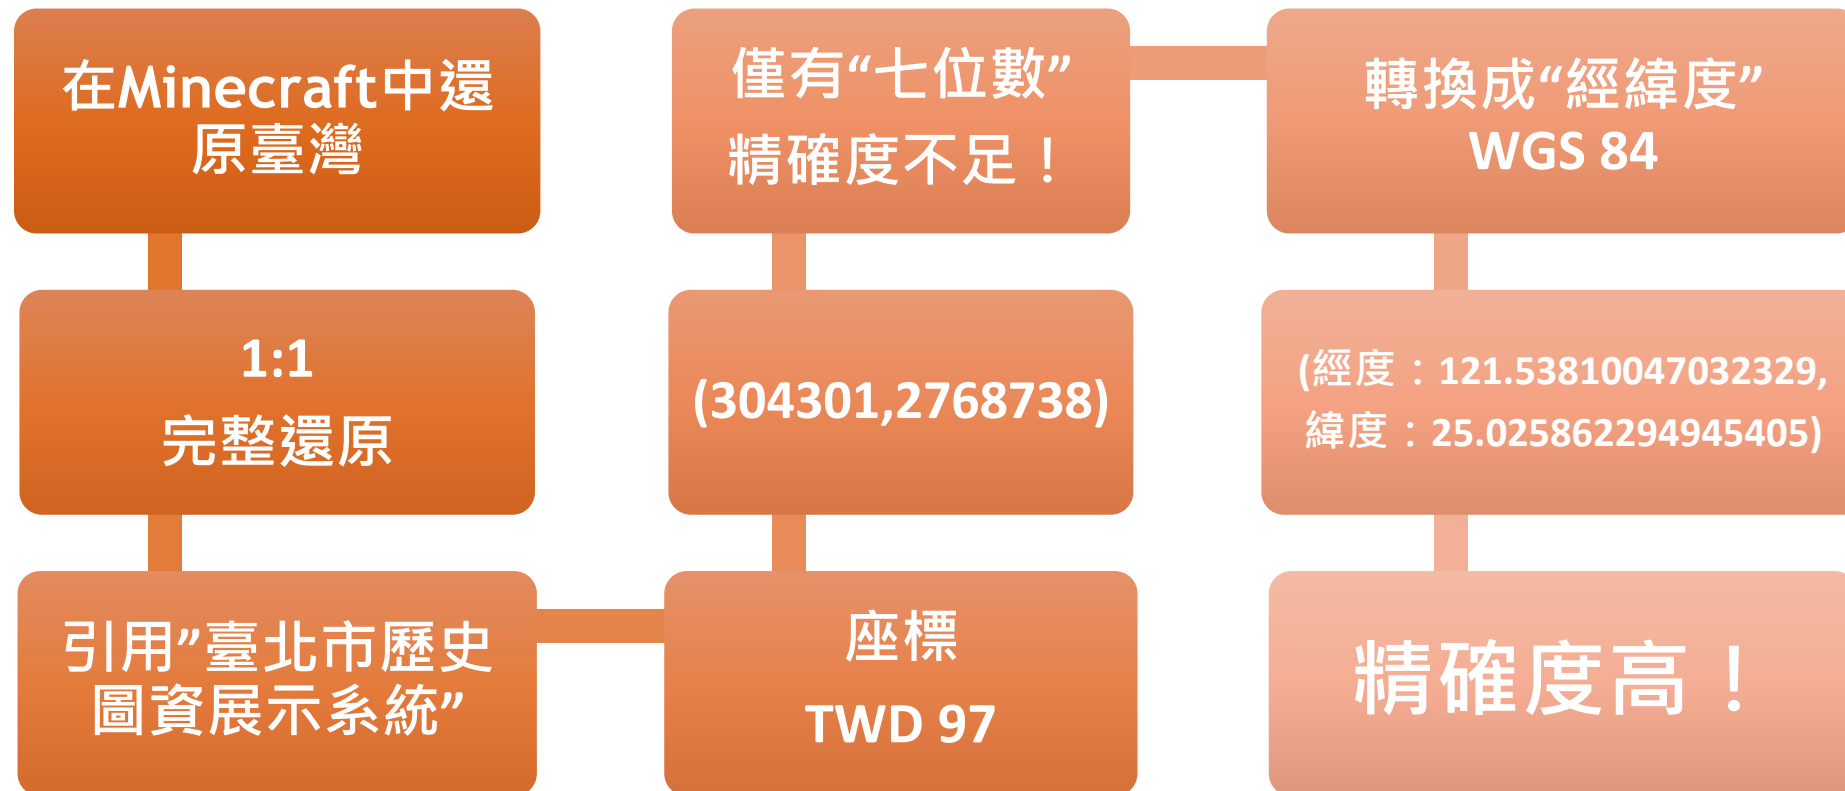 在Minecraft中還
原臺灣
1:1
完整還原
引用”臺北市歷史
圖資展示系統”
座標
TWD 97
(304301,2768738)
僅有“七位數”
精確度不足！
轉換成“經緯度”
WGS 84
(經度：121.53810047032329,
緯度：25.025862294945405)
精確度高！